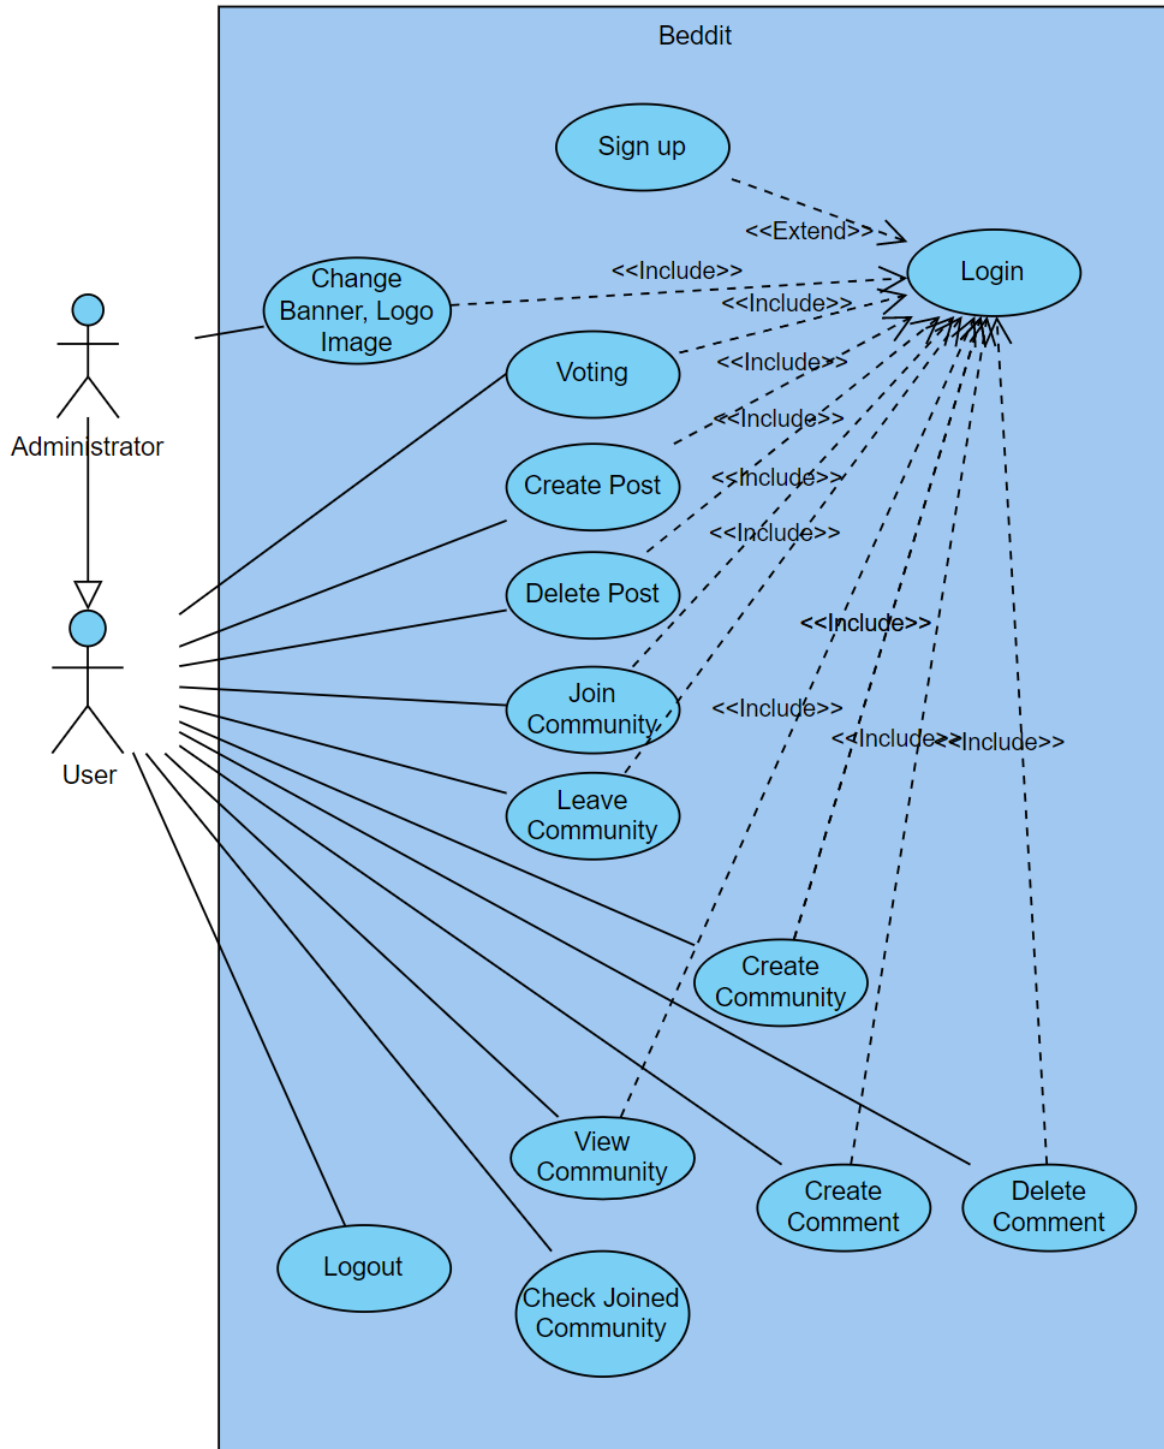 Beddit
Sign up
<<Extend>>
Login
<<Include>>
Change
Banner, Logo
Image
<<Include>>
Voting
<<Include>>
<<Include>>
Administrator
Create Post
<<Include>>
<<Include>>
Delete Post
<<Include>>
Join
Community
<<Include>>
<<Include>>
<<Include>>
User
Leave
Community
Create
Community
View
Community
Create
Comment
Delete
Comment
Logout
Check Joined
Community